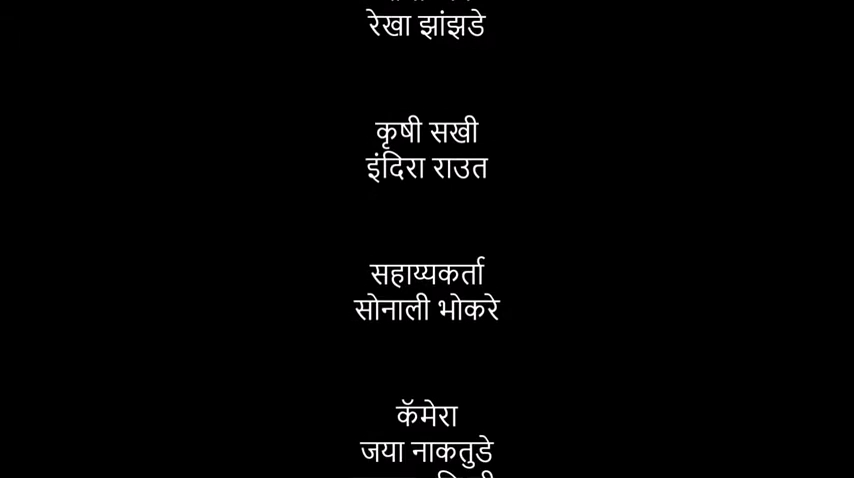 रेखा झांझडे
कृषी सखी
इंदिरा राउत
सहाय्यकर्ता
सोनाली भोकरे
कॅमेरा
जया नाकतुडे